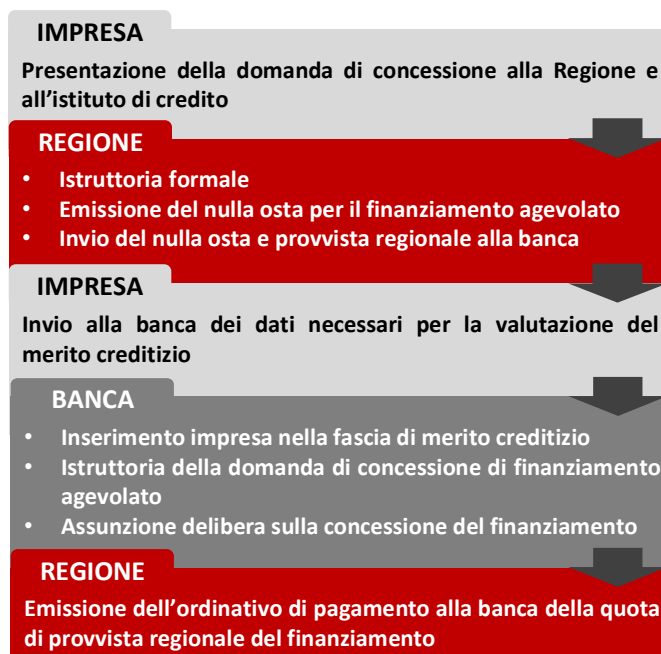 IMPRESA
Presentazione della domanda di concessione alla Regione e
all'istituto di credito
REGIONE
• Istruttoria formale
• Emissione del nulla osta per il finanziamento agevolato
• Invio del nulla osta e provvista regionale alla banca
IMPRESA
Invio alla banca dei dati necessari per la valutazione del
merito creditizio
BANCA
• Inserimento impresa nella fascia di merito creditizio
• Istruttoria della domanda di concessione di finanziamento
agevolato
• Assunzione delibera sulla concessione del finanziamento
REGIONE
Emissione dell'ordinativo di pagamento alla banca della quota
di provvista regionale del finanziamento